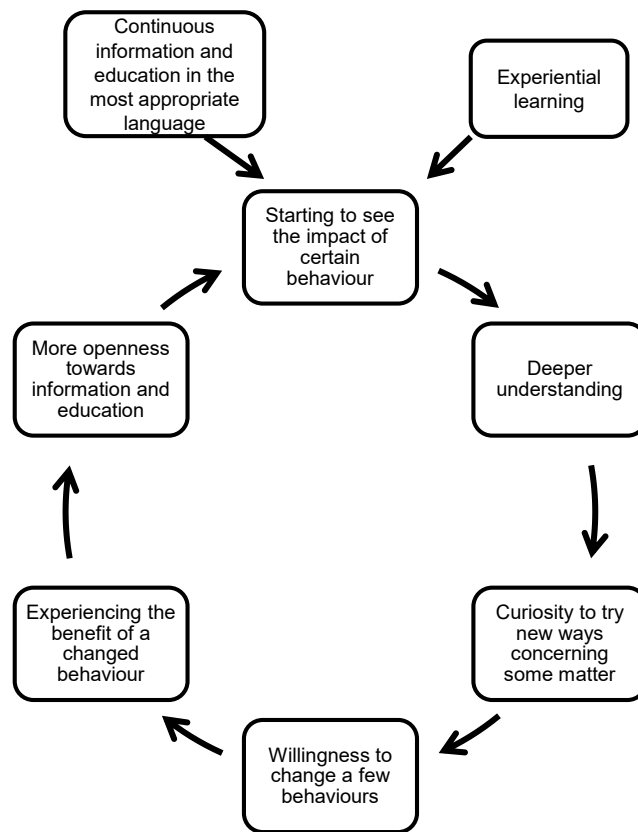 Continuous
information and
education in the
most appropriate
language
Experiential
learning
Starting to see
the impact of
certain
behaviour
More openness
towards
information and
education
Deeper
understanding
Experiencing the
benefit of a
changed
behaviour
Curiosity to try
new ways
concerning
some matter
Willingness to
change a few
behaviours